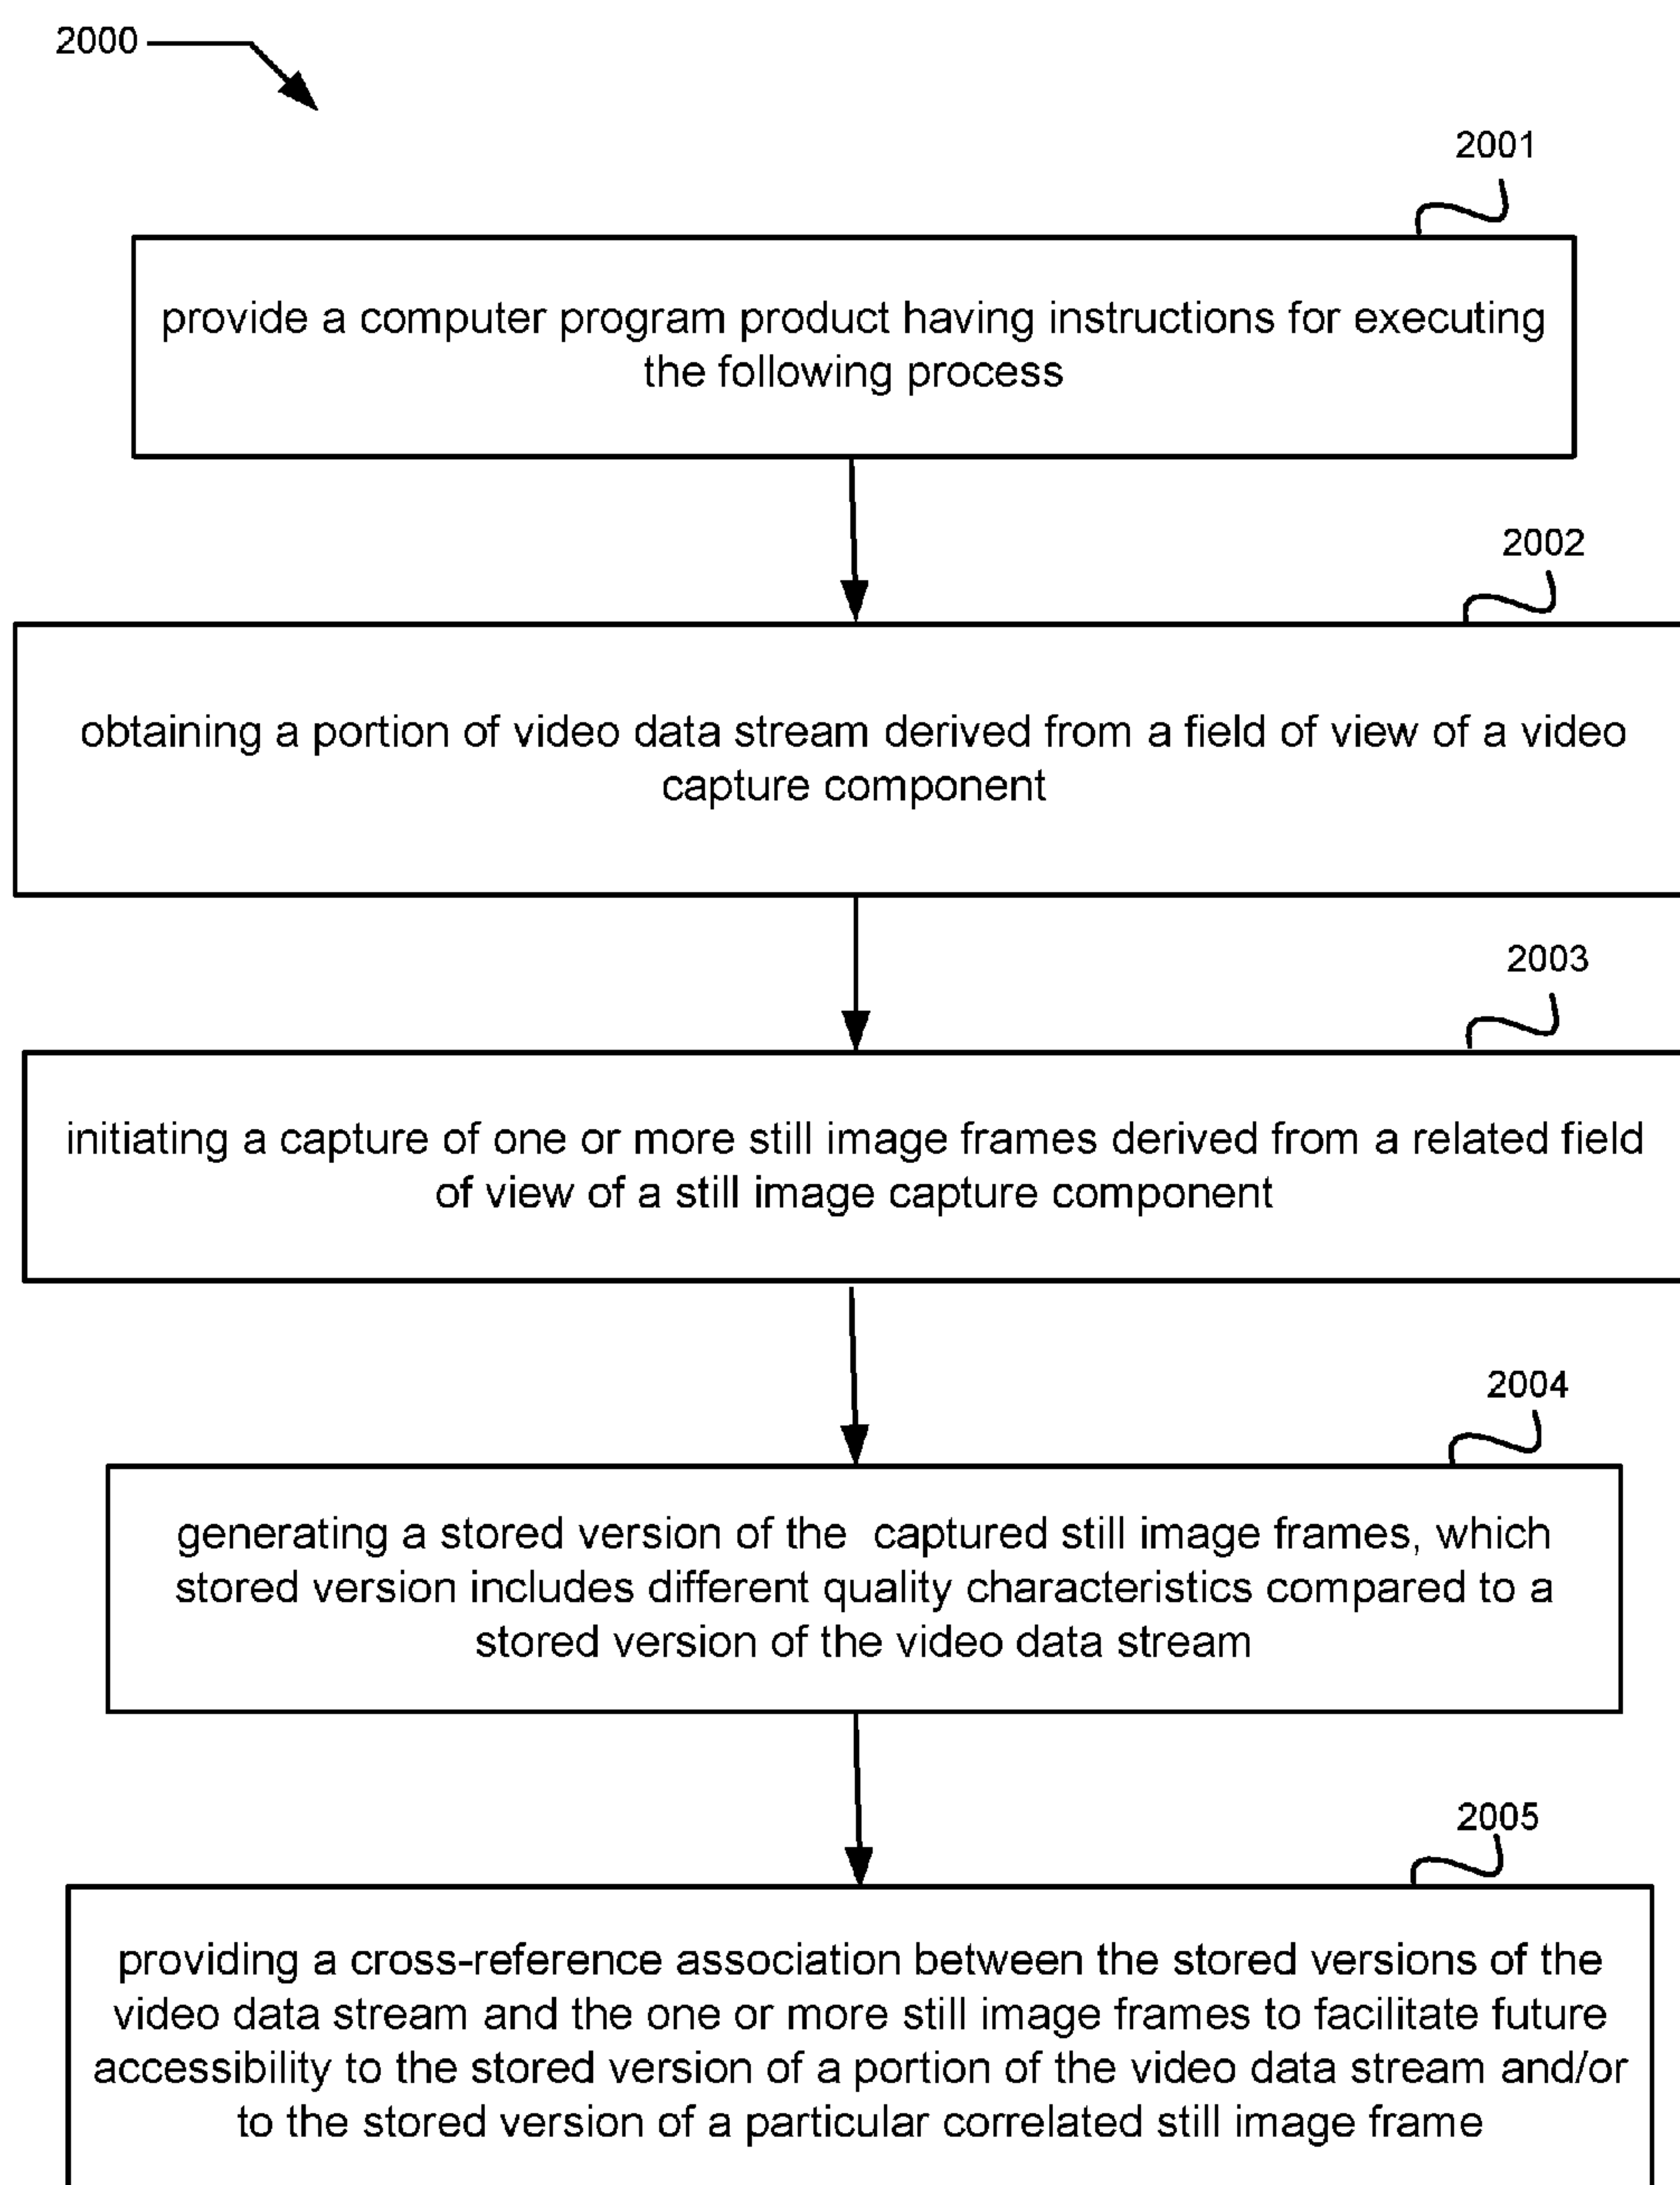 2000
2001
provide a computer program product having instructions for executing
the following process
2002
obtaining a portion of video data stream derived from a field of view of a video
capture component
2003
initiating a capture of one or more still image frames derived from a related field
of view of a still image capture component
2004
generating a stored version of the captured still image frames, which
stored version includes different quality characteristics compared to a
stored version of the video data stream
2005
providing a cross-reference association between the stored versions of the
video data stream and the one or more still image frames to facilitate future
accessibility to the stored version of a portion of the video data stream and/or
to the stored version of a particular correlated still image frame